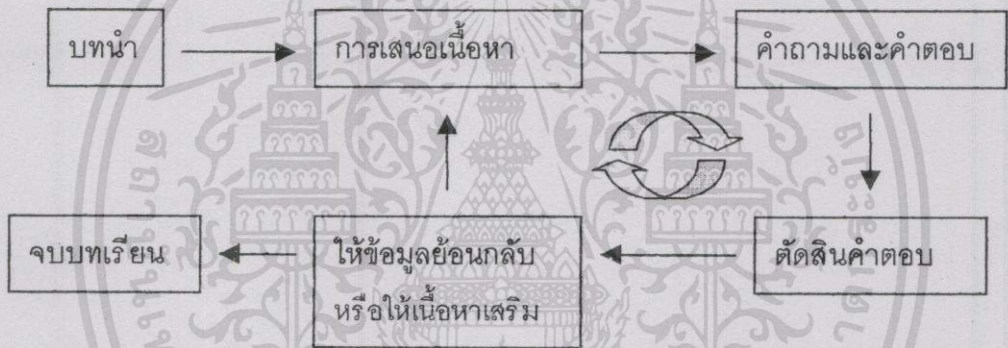 บทนำ
การเสนอเนื้อหา
คำถามและคำตอบ
จบบทเรียน
ให้ข้อมูลย้อนกลับ
หรือให้เนื้อหาเสริม
ตัดสินคำตอบ